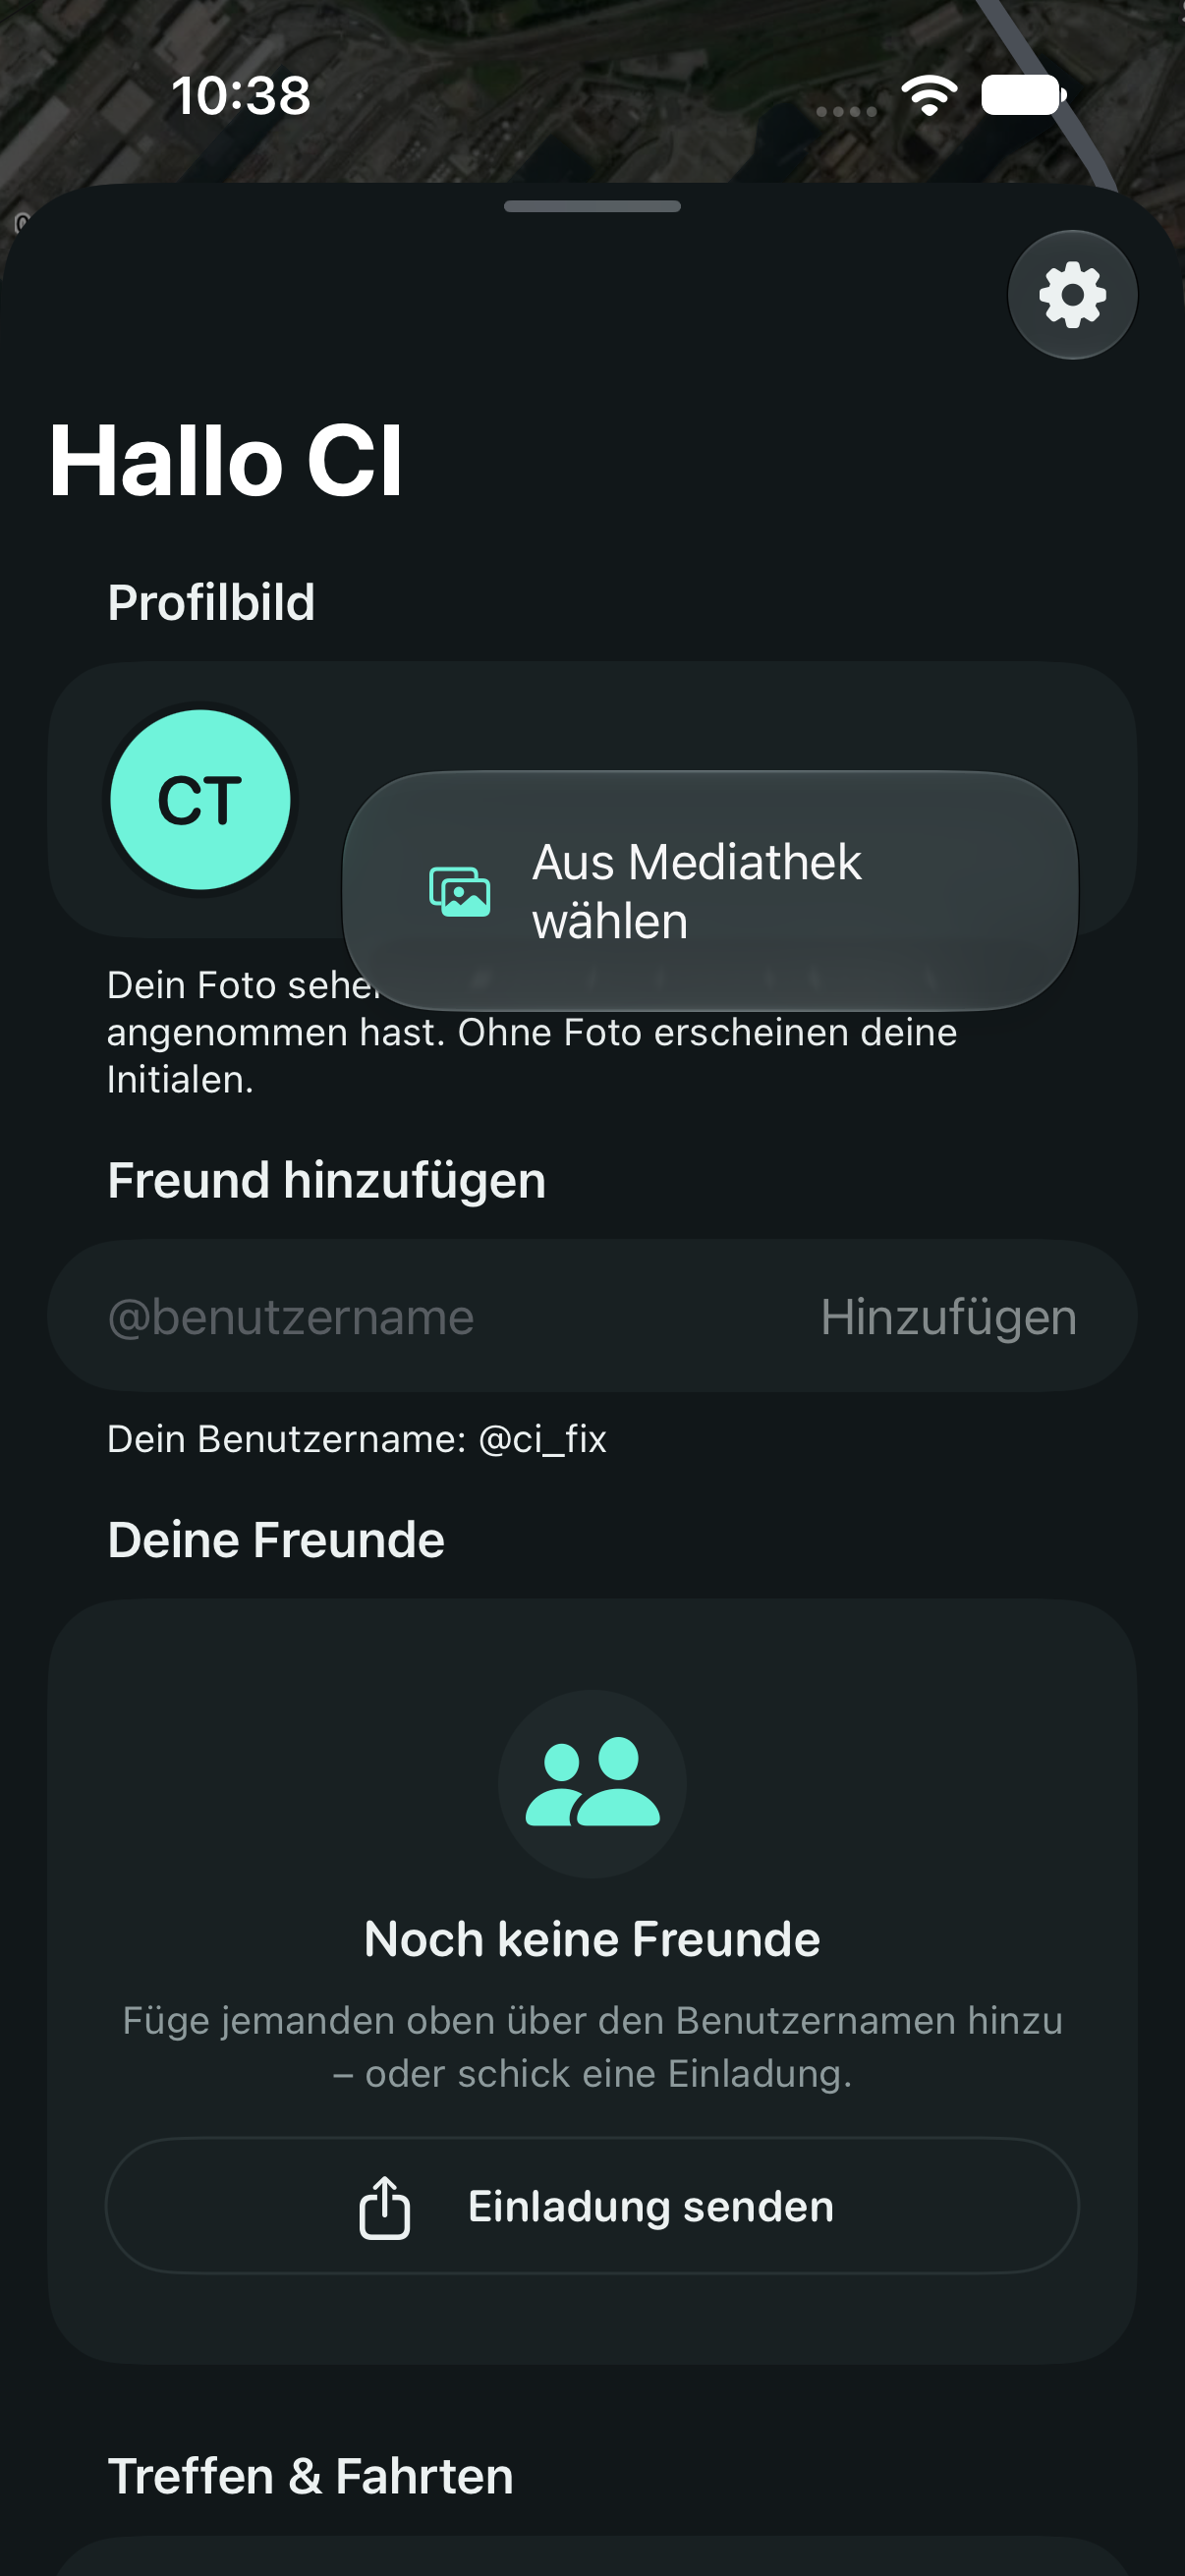 10:38
Hallo CI
Profilbild
CT
Aus Mediathek
wählen
Dein Foto
angenommen hast. Ohne Foto erscheinen deine
Initialen.
Freund hinzufügen
@benutzername
Hinzufügen
Dein Benutzername: @ci_fix
Deine Freunde
Noch keine Freunde
Füge jemanden oben über den Benutzernamen hinzu
– oder schick eine Einladung.
Einladung senden
Treffen & Fahrten